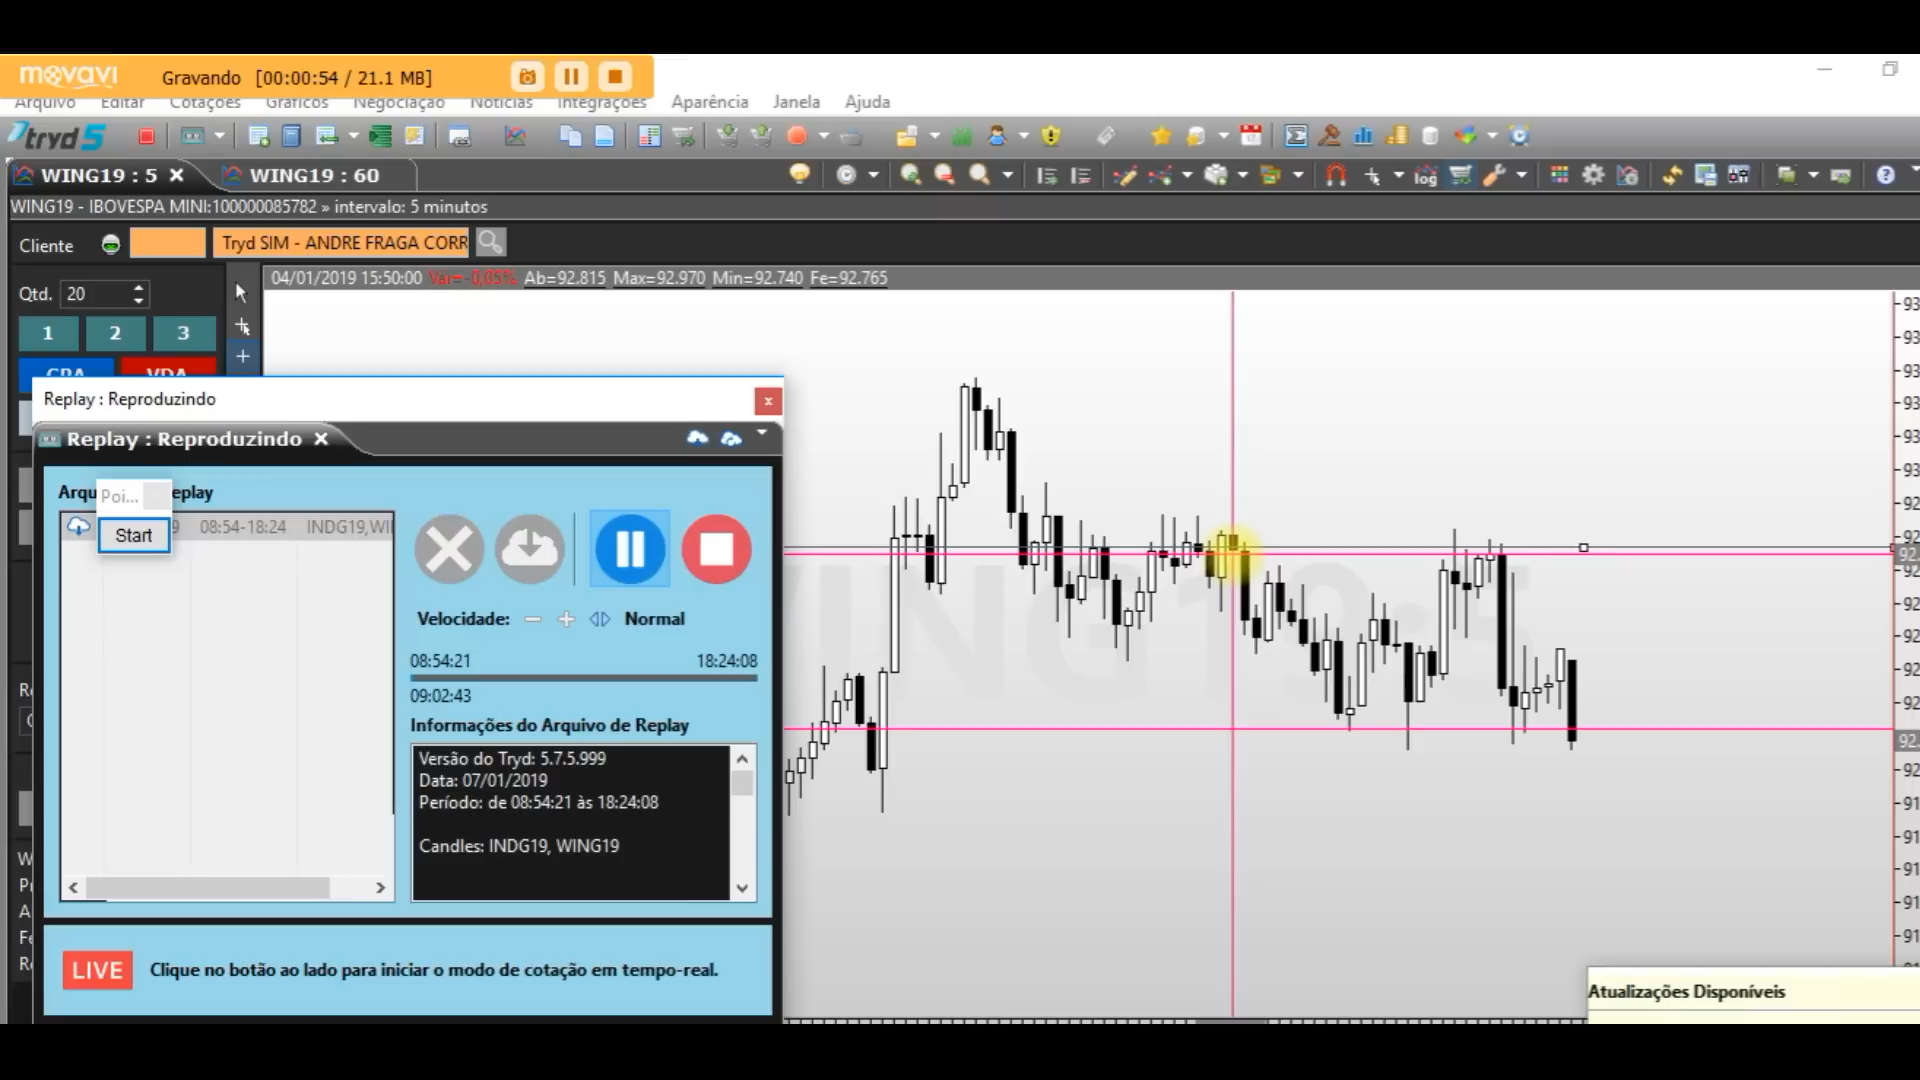 movavi
Gravando [00:00:54 / 21.1 MB]
Arquivo Editar Cotações Gráficos Negociação Notícias Integrações Aparência Janela Ajuda
tryd 5
WING19 : 5
WING19 : 60
log
WING19 - IBOVESPA MINI:100000085782 » intervalo: 5 minutos
Cliente
Tryd SIM - ANDRE FRAGA CORR
04/01/2019 15:50:00 Var=-0,05% Ab=92.815 Max=92.970 Min=92.740 Fe=92.765
Qtd. 20
1 2 3
CPA VDA
Replay : Reproduzindo
Replay : Reproduzindo
Poi...
Start
08:54-18:24 INDG19,WI
Velocidade: Normal
08:54:21 18:24:08
09:02:43
Informações do Arquivo de Replay
Versão do Tryd: 5.7.5.999
Data: 07/01/2019
Período: de 08:54:21 às 18:24:08
Candles: INDG19, WING19
LIVE
Clique no botão ao lado para iniciar o modo de cotação em tempo-real.
Atualizações Disponíveis